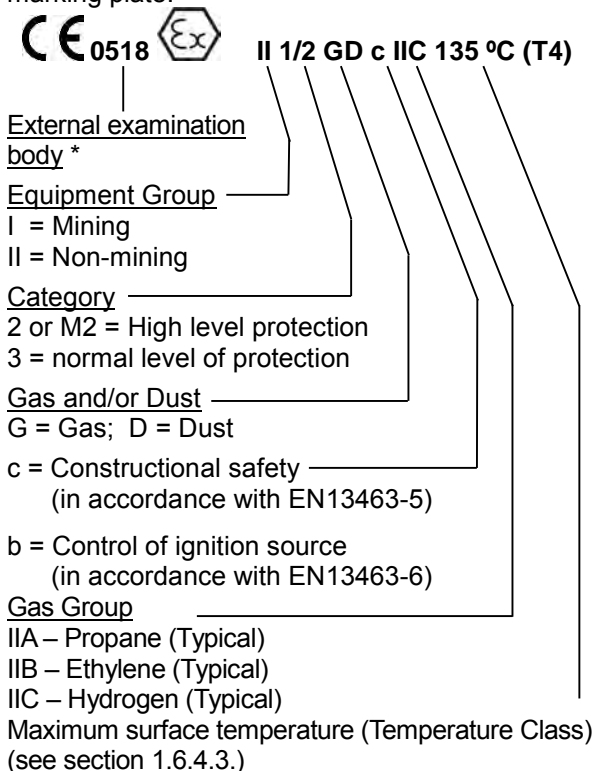 CE 0518 Ex II 1/2 GD c IIC 135 ºC (T4)
External examination
body *
Equipment Group
I = Mining
II = Non-mining
Category
2 or M2 = High level protection
3 = normal level of protection
Gas and/or Dust
G = Gas; D = Dust
c = Constructional safety
(in accordance with EN13463-5)
b = Control of ignition source
(in accordance with EN13463-6)
Gas Group
IIA – Propane (Typical)
IIB – Ethylene (Typical)
IIC – Hydrogen (Typical)
Maximum surface temperature (Temperature Class)
(see section 1.6.4.3.)